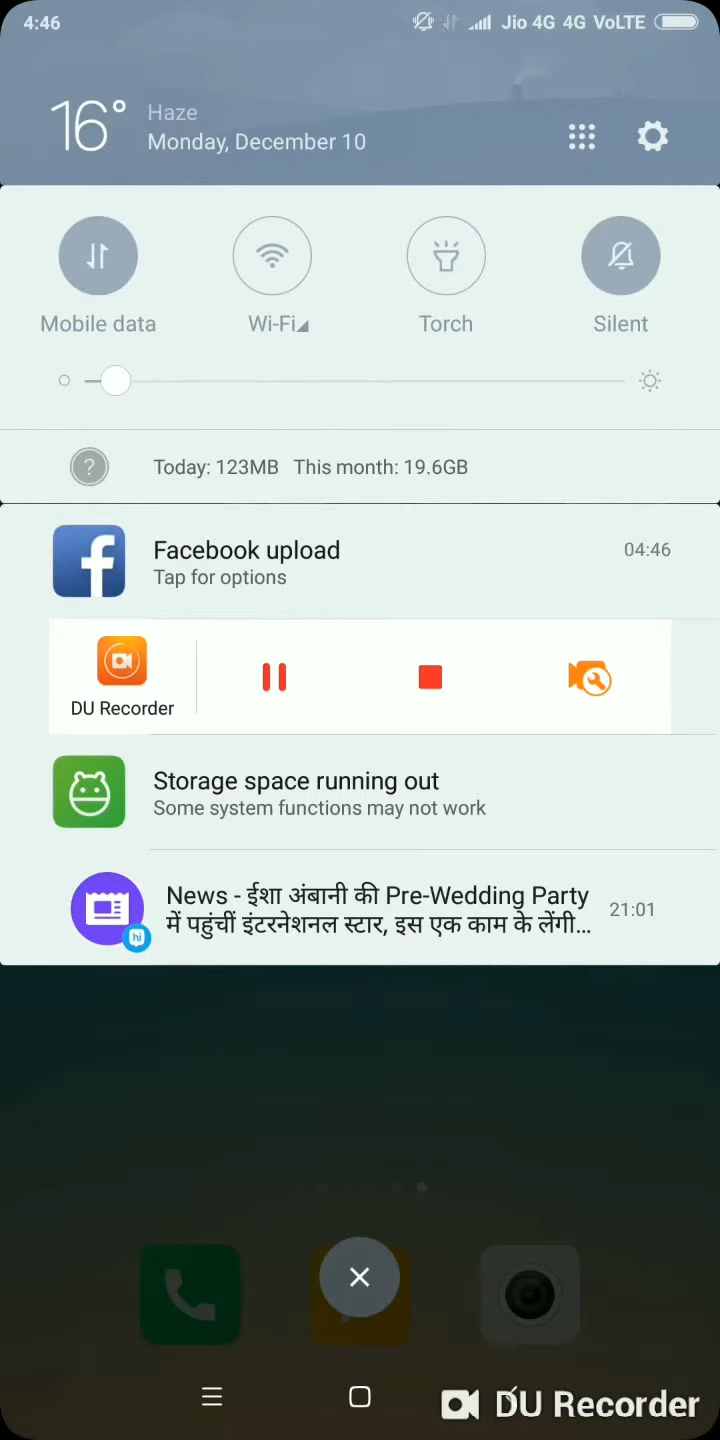 4:46
Jio 4G 4G VoLTE
16°
Haze
Monday, December 10
Mobile data
Wi-Fi
Torch
Silent
Today: 123MB This month: 19.6GB
Facebook upload
04:46
Tap for options
DU Recorder
Storage space running out
Some system functions may not work
News - ईशा अंबानी की Pre-Wedding Party
में पहुंचीं इंटरनेशनल स्टार, इस एक काम के लेंगी...
21:01
hi
DU Recorder